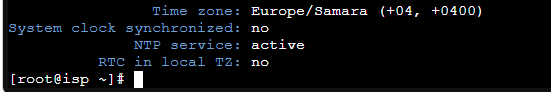 Time zone: Europe/Samara (+04, +0400)
System clock synchronized: no
NTP service: active
RTC in local TZ: no
[root@isp ~]#